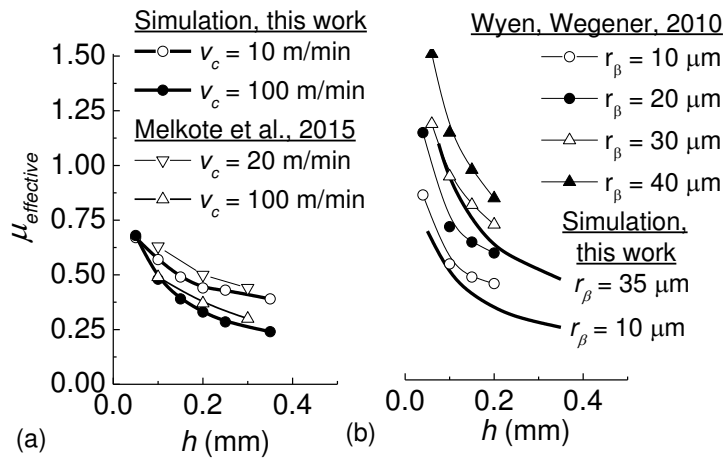 Simulation, this work
v_c = 10 m/min
v_c = 100 m/min
Melkote et al., 2015
v_c = 20 m/min
v_c = 100 m/min
1.50
1.25
1.00
0.75
0.50
0.25
0.00
μ_effective
0.0
0.2
0.4
(a)
h (mm)
Wyen, Wegener, 2010
r_β = 10 μm
r_β = 20 μm
r_β = 30 μm
r_β = 40 μm
Simulation,
this work
r_β = 35 μm
r_β = 10 μm
0.0
0.2
0.4
(b)
h (mm)